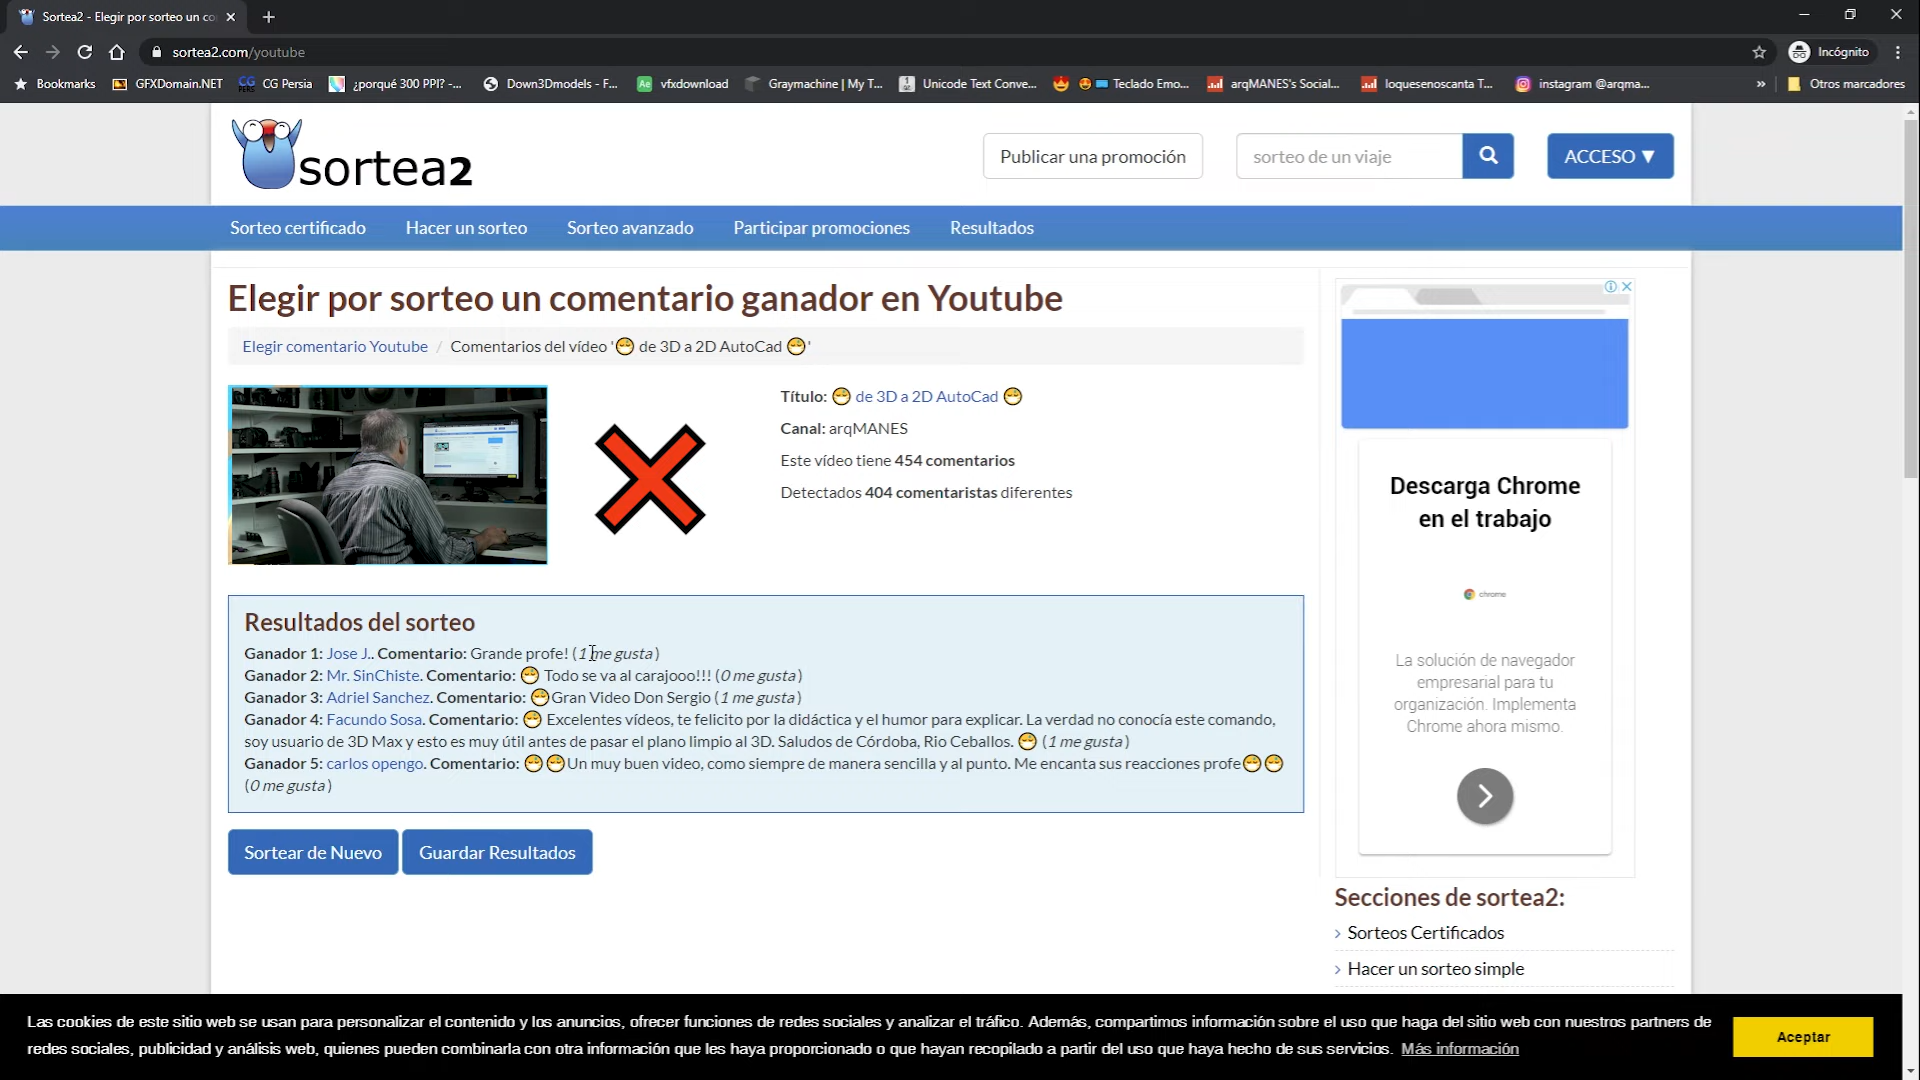 Sortea2 - Elegir por sorteo un co
sortea2.com/youtube
Incógnito
Bookmarks
GFXDomain.NET
CG Persia
¿porqué 300 PPI? -...
Down3Dmodels - F...
vfxdownload
Graymachine | My T...
Unicode Text Conve...
Teclado Emo...
arqMANES's Social...
loquesenoscanta T...
instagram @arqma...
»
Otros marcadores
sortea2
Publicar una promoción
sorteo de un viaje
ACCESO ▼
Sorteo certificado
Hacer un sorteo
Sorteo avanzado
Participar promociones
Resultados
Elegir por sorteo un comentario ganador en Youtube
Elegir comentario Youtube / Comentarios del vídeo '😁 de 3D a 2D AutoCad 😁'
Título: 😁 de 3D a 2D AutoCad 😁
Canal: arqMANES
Este vídeo tiene 454 comentarios
Detectados 404 comentaristas diferentes
Resultados del sorteo
Ganador 1: Jose J.. Comentario: Grande profe! (1 me gusta)
Ganador 2: Mr. SinChiste. Comentario: 😁 Todo se va al carajooo!!! (0 me gusta)
Ganador 3: Adriel Sanchez. Comentario: 😁Gran Video Don Sergio (1 me gusta)
Ganador 4: Facundo Sosa. Comentario: 😁 Excelentes vídeos, te felicito por la didáctica y el humor para explicar. La verdad no conocía este comando,
soy usuario de 3D Max y esto es muy útil antes de pasar el plano limpio al 3D. Saludos de Córdoba, Rio Ceballos. 😁 (1 me gusta)
Ganador 5: carlos opengo. Comentario: 😁😁Un muy buen video, como siempre de manera sencilla y al punto. Me encanta sus reacciones profe😁😁
(0 me gusta)
Sortear de Nuevo
Guardar Resultados
Descarga Chrome
en el trabajo
chrome
La solución de navegador
empresarial para tu
organización. Implementa
Chrome ahora mismo.
Secciones de sortea2:
Sorteos Certificados
Hacer un sorteo simple
Las cookies de este sitio web se usan para personalizar el contenido y los anuncios, ofrecer funciones de redes sociales y analizar el tráfico. Además, compartimos información sobre el uso que haga del sitio web con nuestros partners de
redes sociales, publicidad y análisis web, quienes pueden combinarla con otra información que les haya proporcionado o que hayan recopilado a partir del uso que haya hecho de sus servicios. Más información
Aceptar